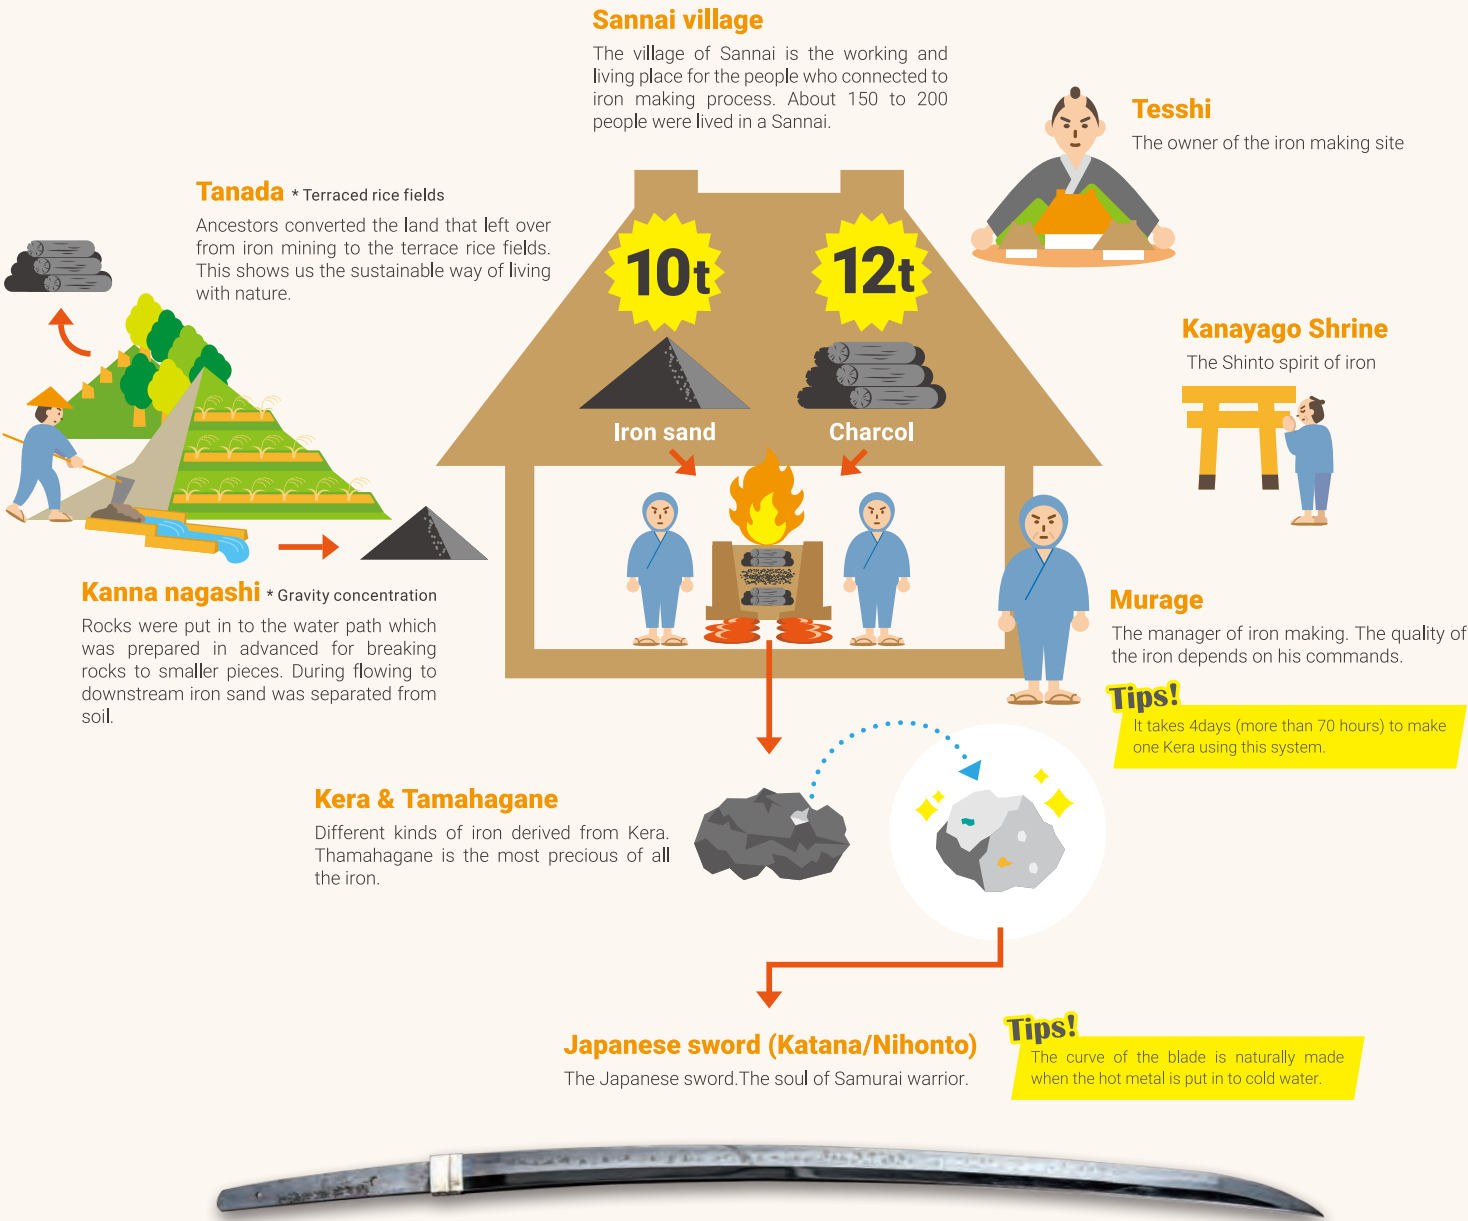 Sannai village
The village of Sannai is the working and
living place for the people who connected to
iron making process. About 150 to 200
people were lived in a Sannai.
Tesshi
The owner of the iron making site
Tanada * Terraced rice fields
Ancestors converted the land that left over
from iron mining to the terrace rice fields.
This shows us the sustainable way of living
with nature.
10t
12t
Iron sand
Charcol
Kanayago Shrine
The Shinto spirit of iron
Kanna nagashi * Gravity concentration
Rocks were put in to the water path which
was prepared in advanced for breaking
rocks to smaller pieces. During flowing to
downstream iron sand was separated from
soil.
Murage
The manager of iron making. The quality of
the iron depends on his commands.
Tips!
It takes 4days (more than 70 hours) to make
one Kera using this system.
Kera & Tamahagane
Different kinds of iron derived from Kera.
Thamahagane is the most precious of all
the iron.
Japanese sword (Katana/Nihonto)
The Japanese sword.The soul of Samurai warrior.
Tips!
The curve of the blade is naturally made
when the hot metal is put in to cold water.